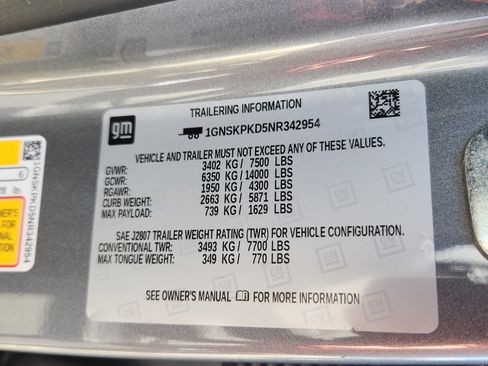 gm
TRAILERING INFORMATION
1GNSKPKD5NR342954
VEHICLE AND TRAILER MUST NOT EXCEED ANY OF THESE VALUES.
GVWR: 3402 KG / 7500 LBS
GCWR: 6350 KG / 14000 LBS
RGAWR: 1950 KG / 4300 LBS
CURB WEIGHT: 2663 KG / 5871 LBS
MAX PAYLOAD: 739 KG / 1629 LBS
SAE J2807 TRAILER WEIGHT RATING (TWR) FOR VEHICLE CONFIGURATION.
CONVENTIONAL TWR: 3493 KG / 7700 LBS
MAX TONGUE WEIGHT: 349 KG / 770 LBS
SEE OWNER'S MANUAL FOR MORE INFORMATION
1GNSKPKD5NR342954
6
lbs.